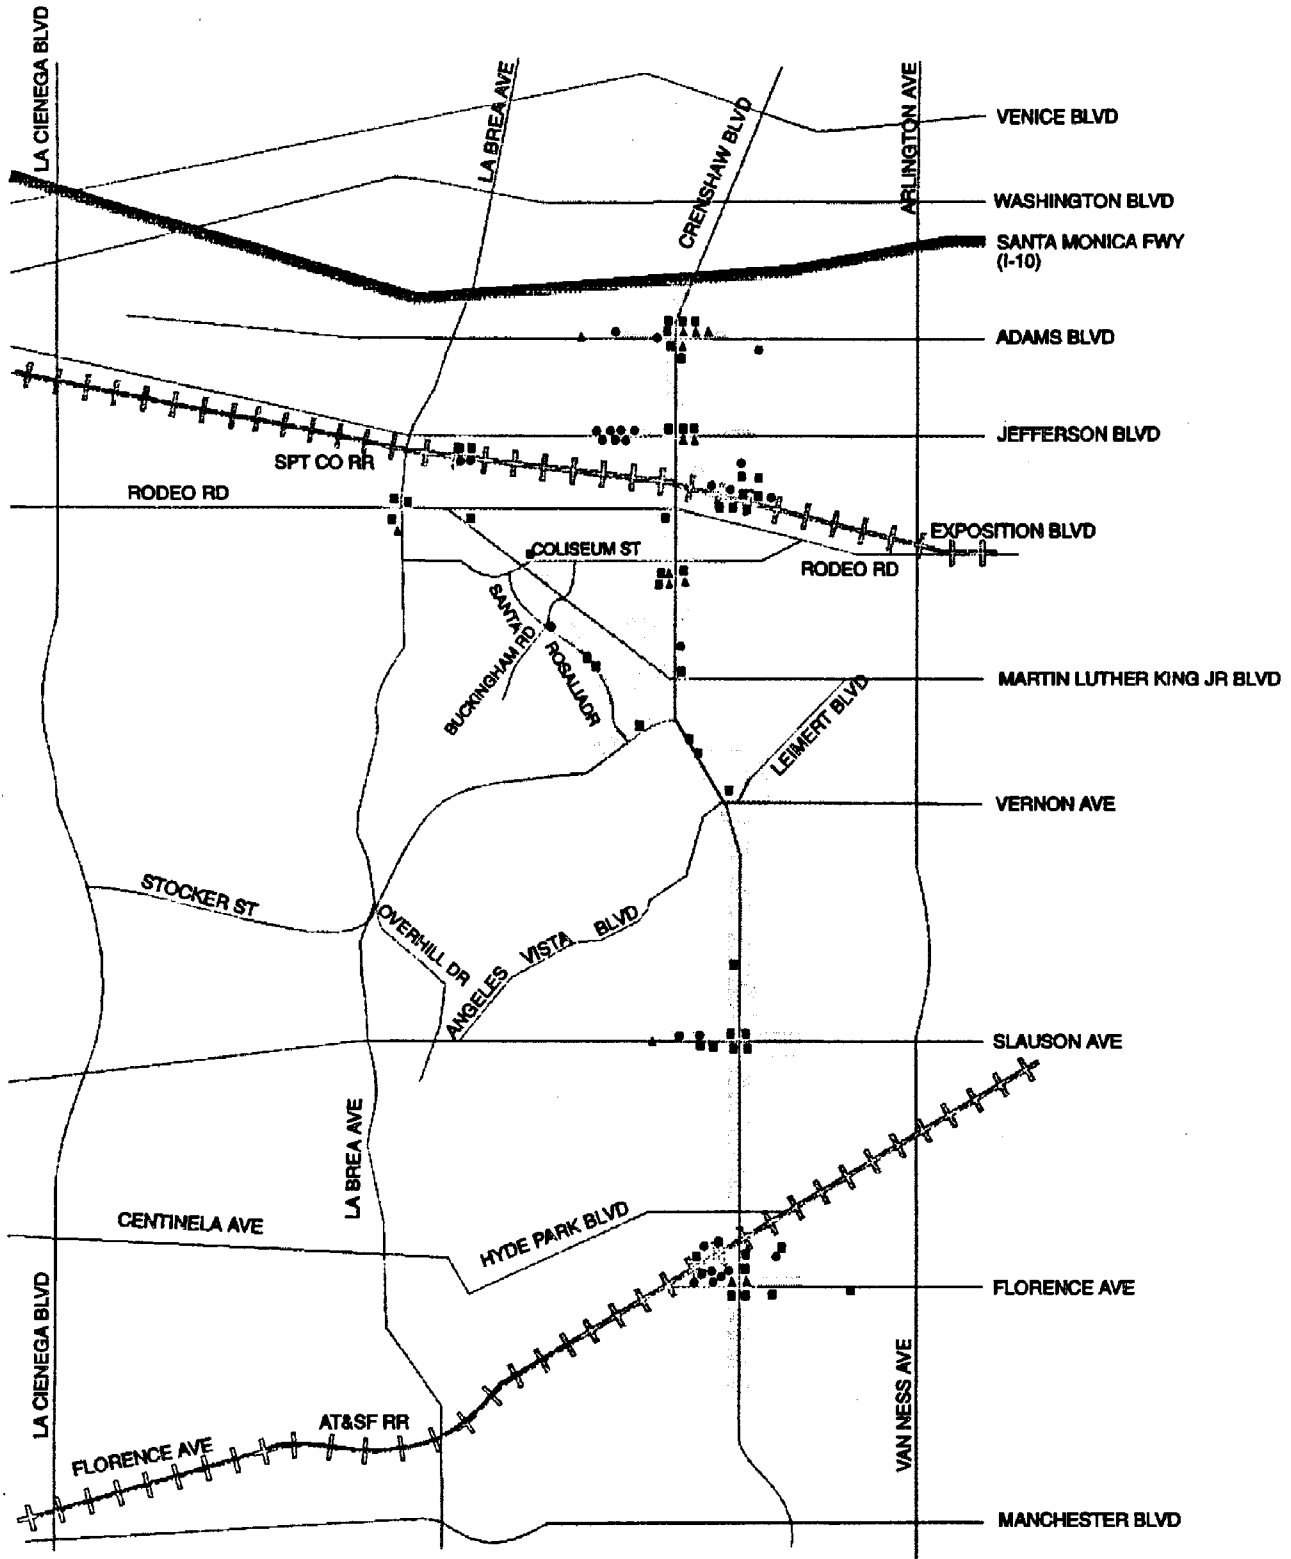 LA CIENEGA BLVD
LA BREA AVE
CRENSHAW BLVD
ARLINGTON AVE
VENICE BLVD
WASHINGTON BLVD
SANTA MONICA FWY
(I-10)
ADAMS BLVD
JEFFERSON BLVD
SPT CO RR
RODEO RD
EXPOSITION BLVD
COLISEUM ST
RODEO RD
SANTA
ROSALIADR
BUCKINGHAM RD
MARTIN LUTHER KING JR BLVD
LEIMERT BLVD
VERNON AVE
STOCKER ST
OVERHILL DR
ANGELES VISTA BLVD
SLAUSON AVE
LA BREA AVE
CENTINELA AVE
HYDE PARK BLVD
FLORENCE AVE
LA CIENEGA BLVD
VAN NESS AVE
AT&SF RR
FLORENCE AVE
MANCHESTER BLVD